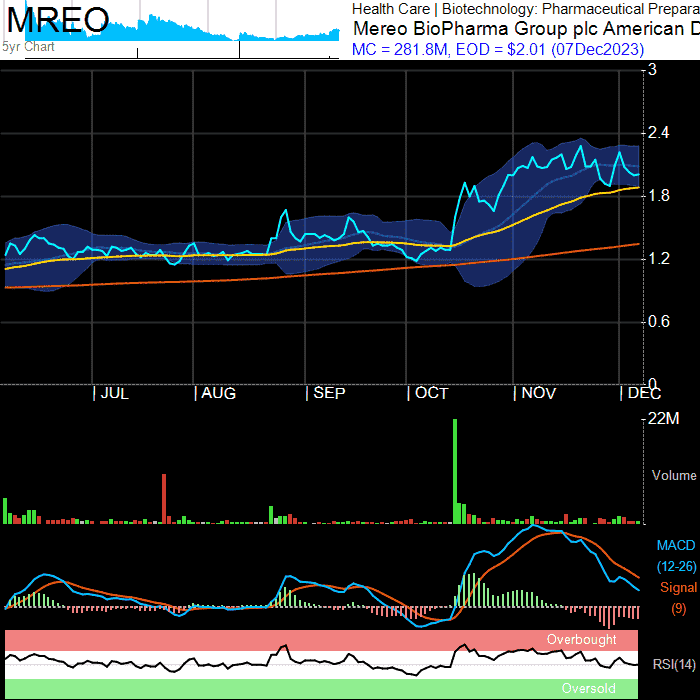 MREO
5yr Chart
Health Care | Biotechnology: Pharmaceutical Prepara
Mereo BioPharma Group plc American D
MC = 281.8M, EOD = $2.01 (07Dec2023)
3
2.4
1.8
1.2
0.6
0
JUL AUG SEP OCT NOV DEC
22M
Volume
MACD
(12-26)
Signal
(9)
Overbought
RSI(14)
Oversold